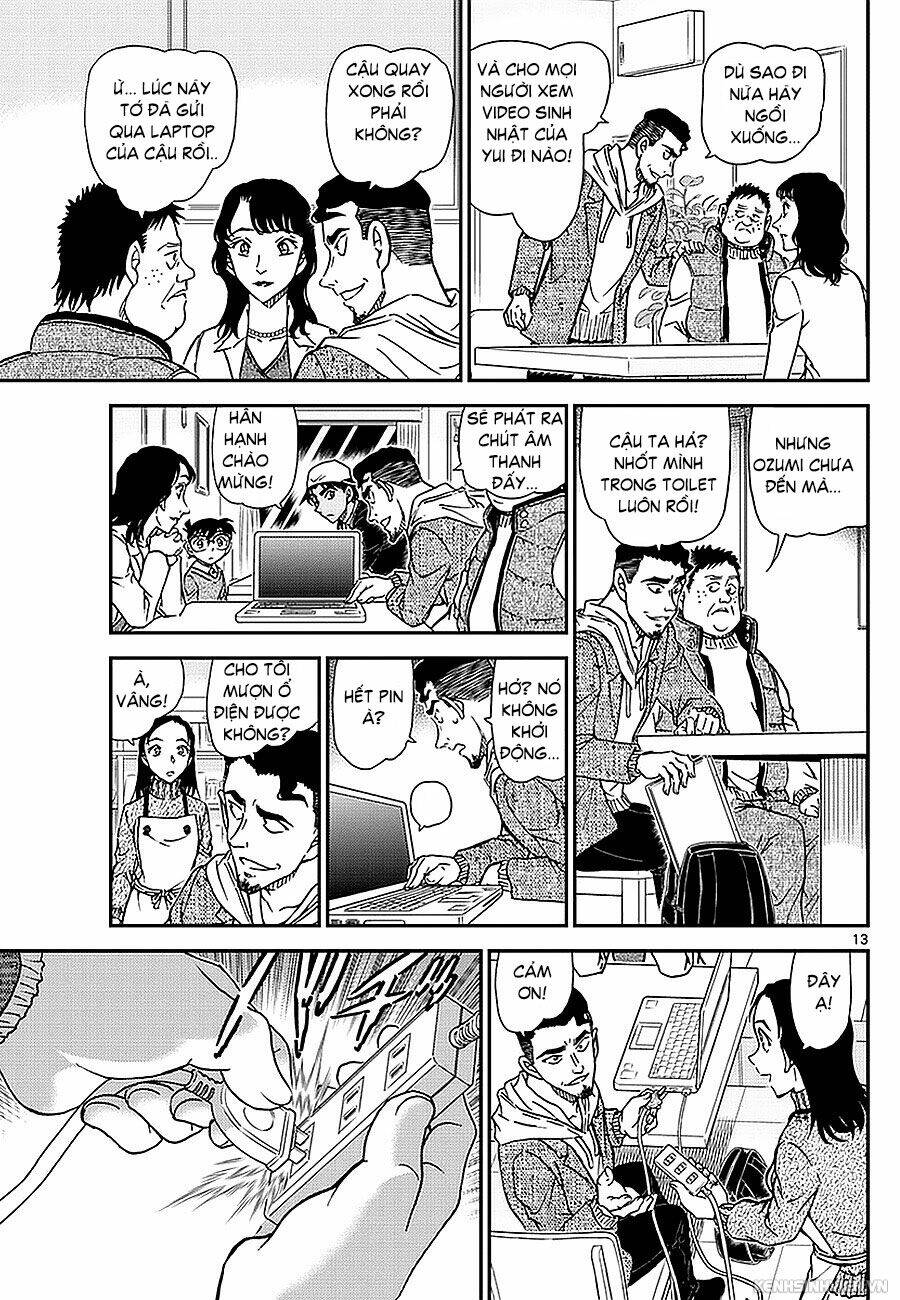 DÙ SAO ĐI
NỮA HÃY
NGỒI
XUỐNG...
VÀ CHO MỌI
NGƯỜI XEM
VIDEO SINH
NHẬT CỦA
YUI ĐI NÀO!
CẬU QUAY
XONG RỒI
PHẢI
KHÔNG?
Ừ... LÚC NÃY
TỚ ĐÃ GỬI
QUA LAPTOP
CỦA CẬU RỒI..
NHƯNG
OZUMI CHƯA
ĐẾN MÀ...
CẬU TA HẢ?
NHỐT MÌNH
TRONG TOILET
LUÔN RỒI!
SẼ PHÁT RA
CHÚT ÂM
THANH
ĐẤY...
HÂN
HẠNH
CHÀO
MỪNG!
HỞ? NÓ
KHÔNG
KHỞI
ĐỘNG...
HẾT PIN
À?
CHO TÔI
MƯỢN Ổ
ĐIỆN ĐƯỢC
KHÔNG?
À,
VÂNG!
13
ĐÂY
Ạ!
CẢM
ƠN!